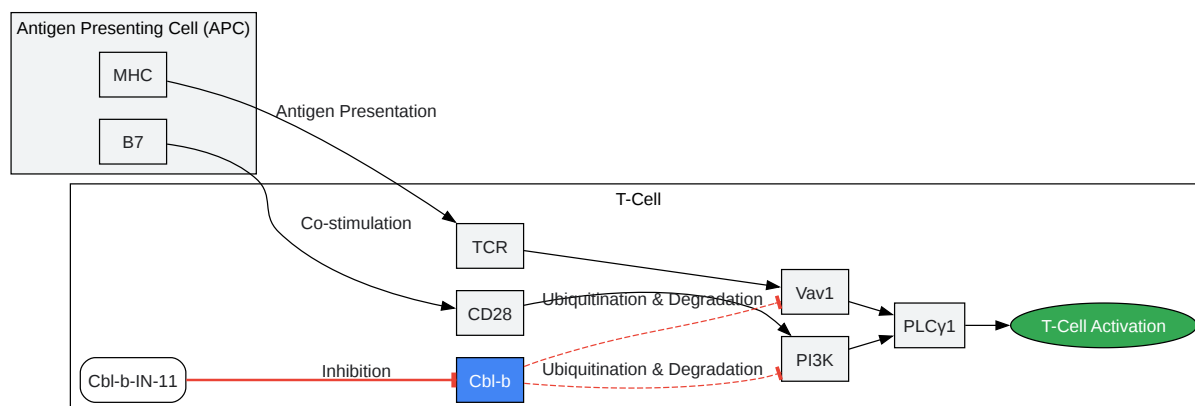 Antigen Presenting Cell (APC)
MHC
Antigen Presentation
B7
T-Cell
Co-stimulation
TCR
Vav1
Ubiquitination & Degradation
CD28
PLCγ1
T-Cell Activation
PI3K
Cbl-b-IN-11
Inhibition
Cbl-b
Ubiquitination & Degradation